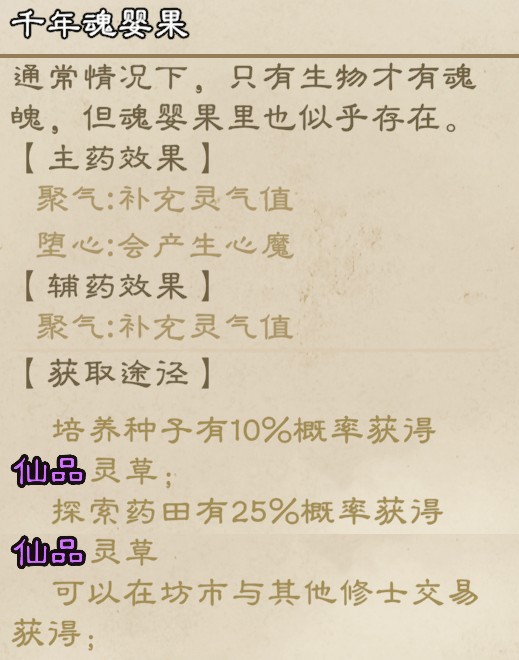 千年魂婴果
通常情况下，只有生物才有魂
魄，但魂婴果里也似乎存在。
【主药效果】
聚气:补充灵气值
堕心:会产生心魔
【辅药效果】
聚气:补充灵气值
【获取途径】
培养种子有10%概率获得
仙品灵草；
探索药田有25%概率获得
仙品灵草
可以在坊市与其他修士交易
获得；